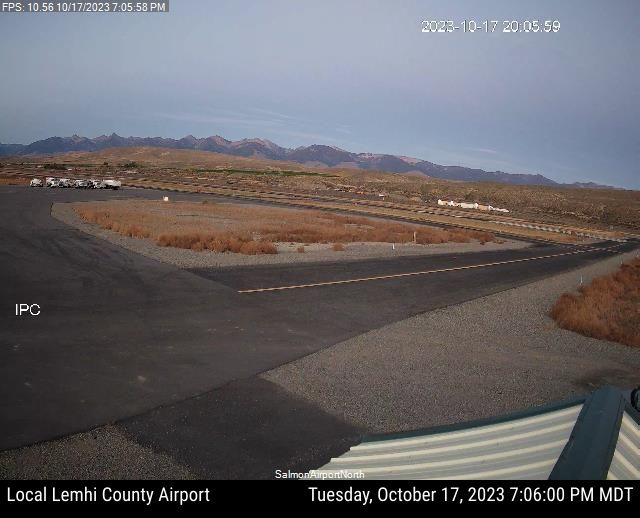 FPS: 10.56 10/17/2023 7:05:58 PM
2023-10-17 20:05:59
IPC
SalmonAirportNorth
Local Lemhi County Airport Tuesday, October 17, 2023 7:06:00 PM MDT